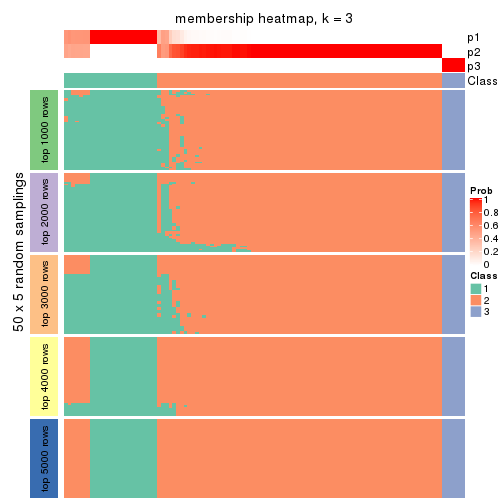 membership heatmap, k = 3
p1
p2
p3
Class
50 x 5 random samplings
top 1000 rows
top 2000 rows
top 3000 rows
top 4000 rows
top 5000 rows
Prob
1
0.8
0.6
0.4
0.2
0
Class
1
2
3